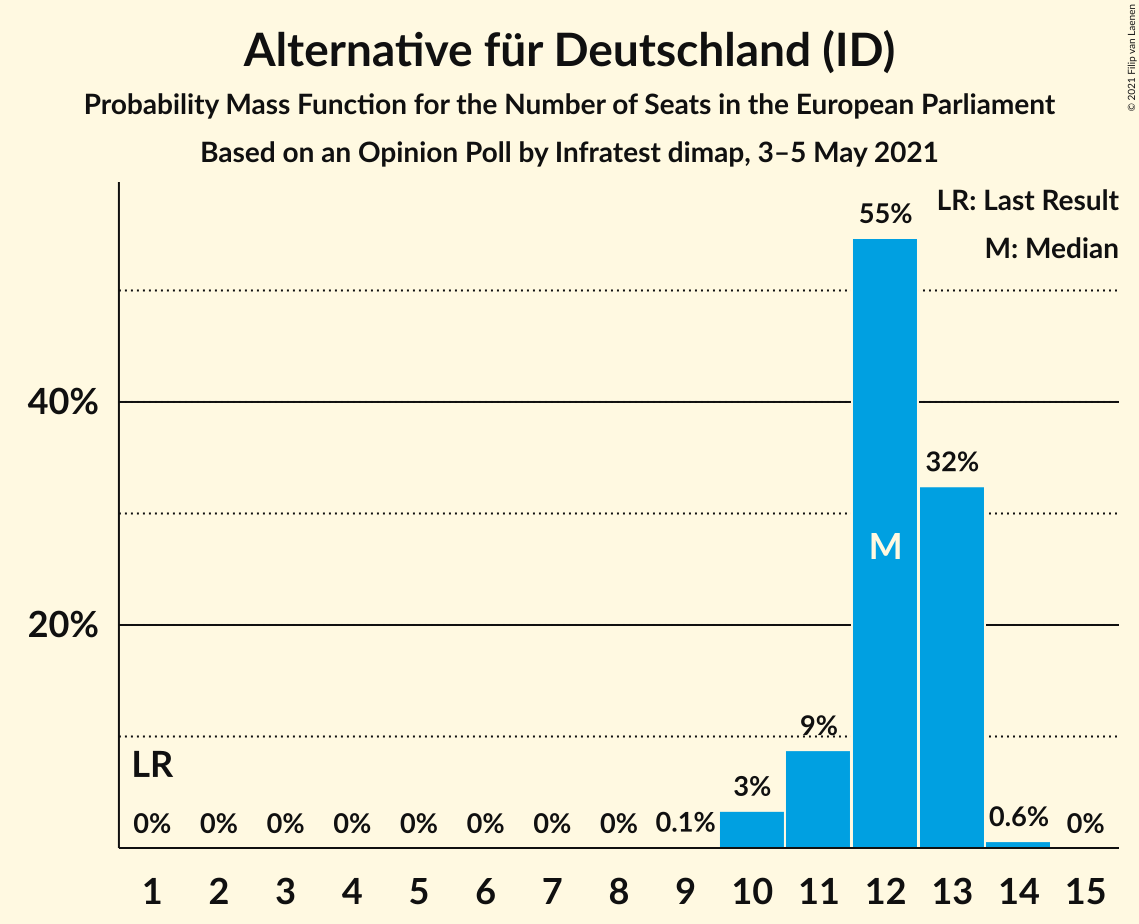 Alternative für Deutschland (ID)
Probability Mass Function for the Number of Seats in the European Parliament
Based on an Opinion Poll by Infratest dimap, 3–5 May 2021
© 2021 Filip van Laenen
LR: Last Result
M: Median
55%
40%
32%
M
20%
9%
LR
3%
0% 0% 0% 0% 0% 0% 0% 0% 0.1% 0.6% 0%
1 2 3 4 5 6 7 8 9 10 11 12 13 14 15